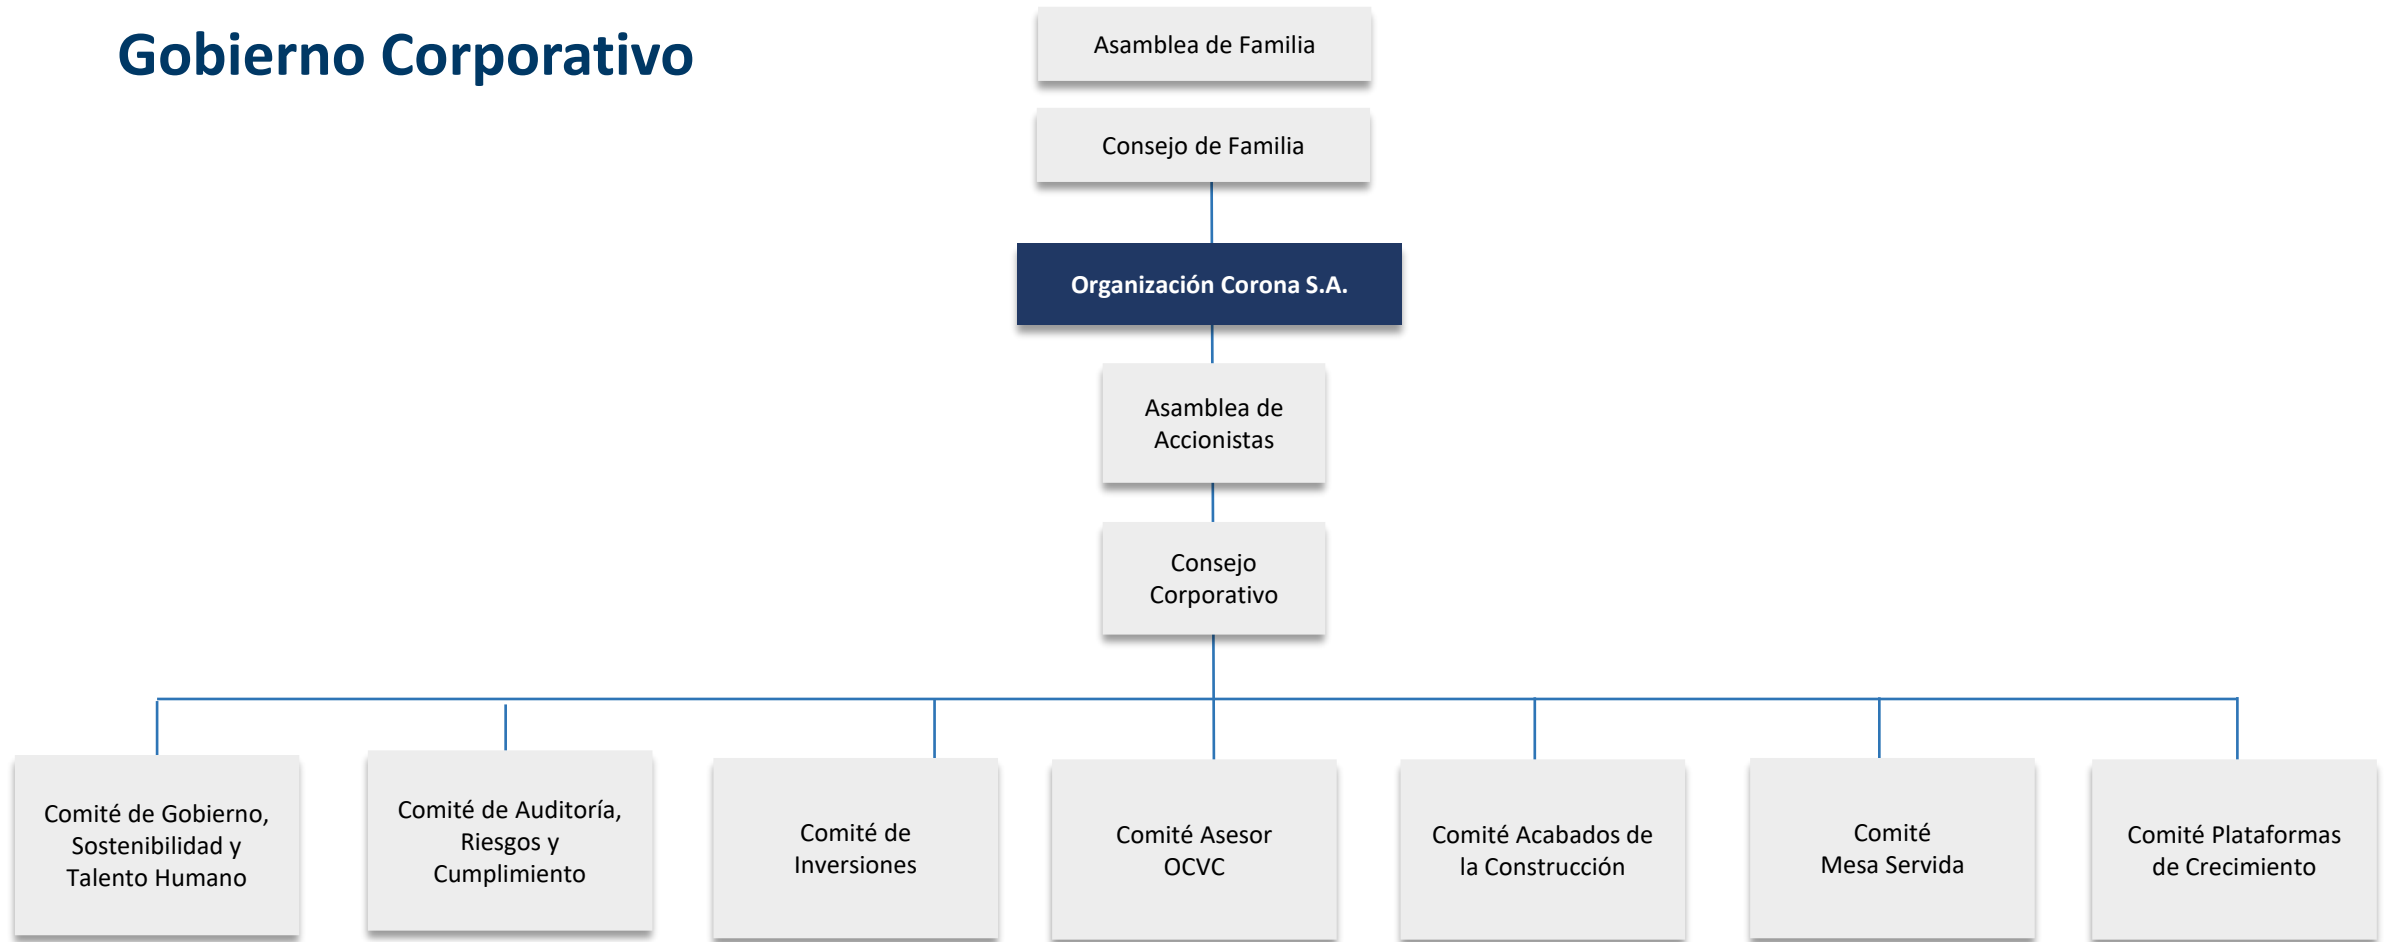 Gobierno Corporativo
Asamblea de Familia
Consejo de Familia
Organización Corona S.A.
Asamblea de
Accionistas
Consejo
Corporativo
Comité de Gobierno,
Sostenibilidad y
Talento Humano
Comité de Auditoría,
Riesgos y
Cumplimiento
Comité de
Inversiones
Comité Asesor
OCVC
Comité Acabados de
la Construcción
Comité
Mesa Servida
Comité Plataformas
de Crecimiento